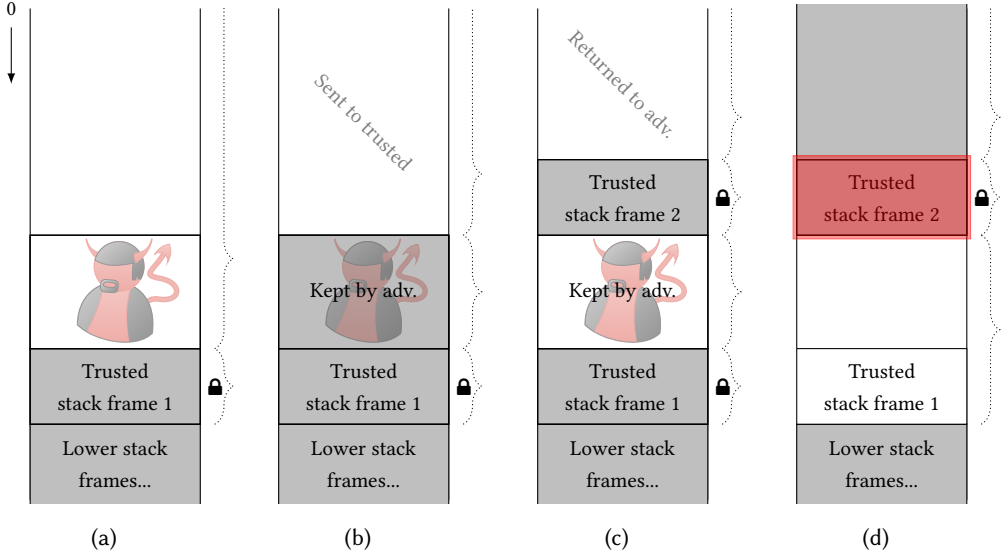 0
Trusted
stack frame 1
Lower stack
frames...
(a)
Sent to trusted
Kept by adv.
Trusted
stack frame 1
Lower stack
frames...
(b)
Returned to adv.
Trusted
stack frame 2
Kept by adv.
Trusted
stack frame 1
Lower stack
frames...
(c)
Trusted
stack frame 2
Trusted
stack frame 1
Lower stack
frames...
(d)